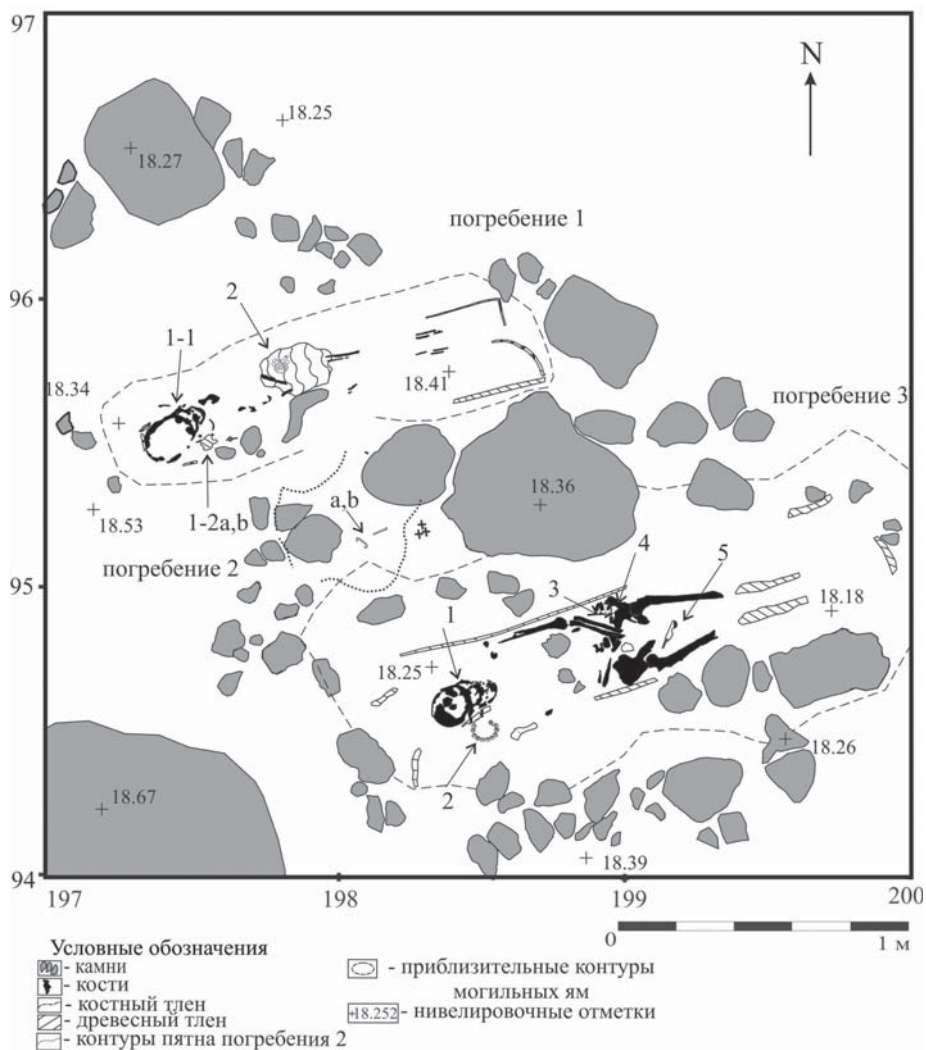 97
N
18.25
18.27
погребение 1
96
2
1-1
18.34
18.41
погребение 3
1-2a,b
18.53
a,b
18.36
погребение 2
95
4
5
3
1
18.18
18.25
2
18.26
18.67
18.39
94
197
198
199
200
0
1 м
Условные обозначения
- камни
- кости
- костный тлен
- древесный тлен
- контуры пятна погребения 2
- приблизительные контуры
могильных ям
+18.252 - нивелировочные отметки